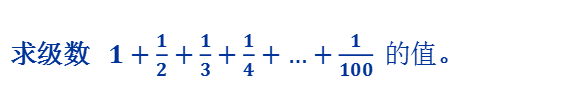 求级数 1 + 1/2 + 1/3 + 1/4 + … + 1/100 的值。